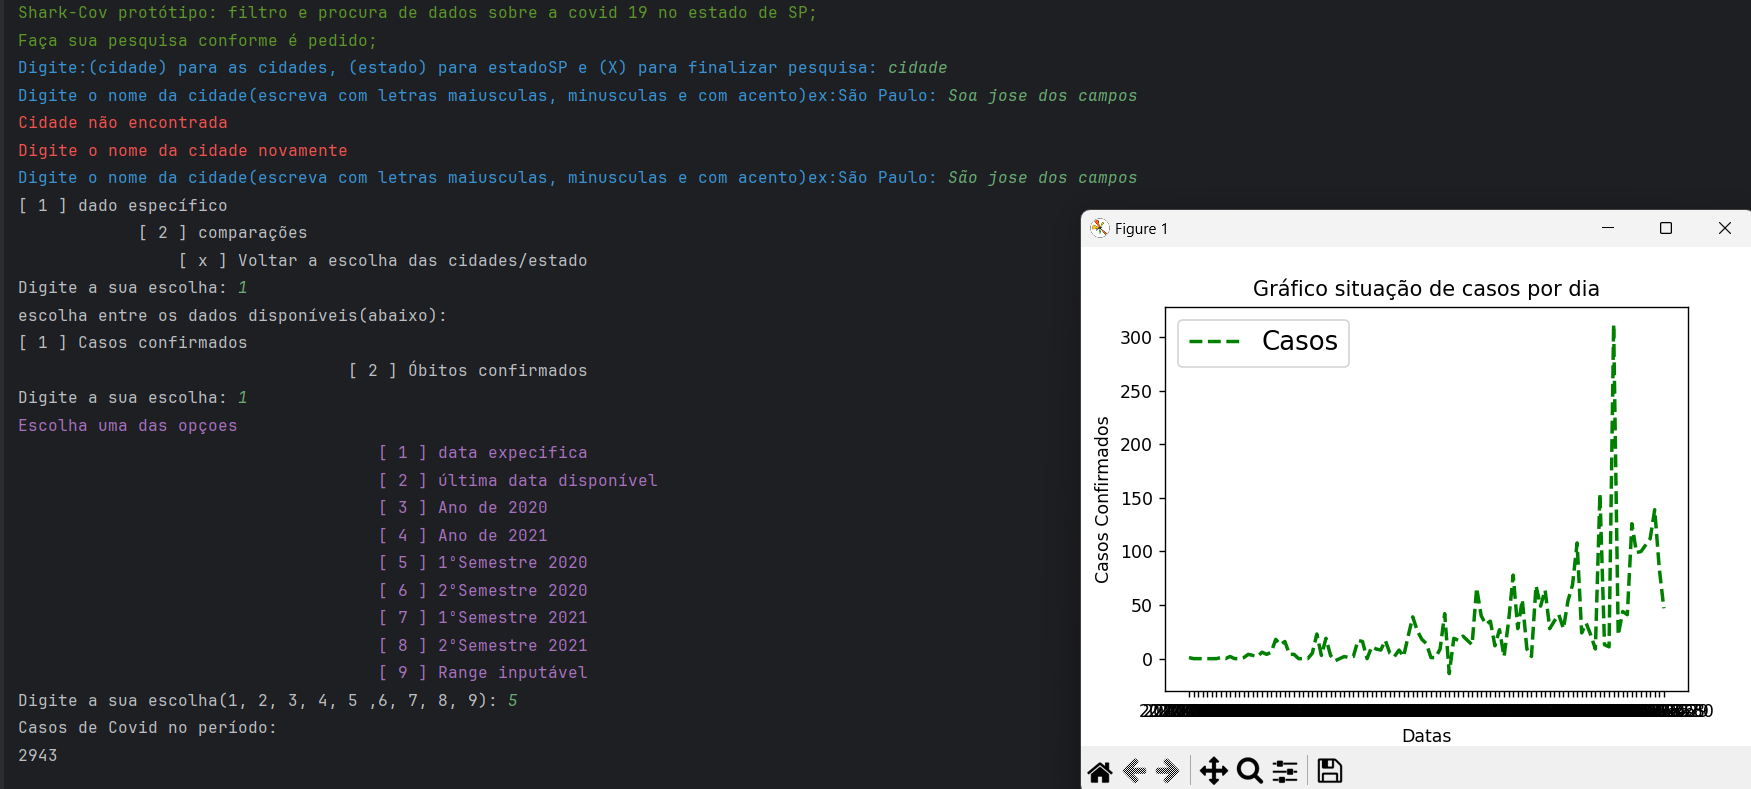 Shark-Cov protótipo: filtro e procura de dados sobre a covid 19 no estado de SP;
Faça sua pesquisa conforme é pedido;
Digite:(cidade) para as cidades, (estado) para estadoSP e (X) para finalizar pesquisa: cidade
Digite o nome da cidade(escreva com letras maiusculas, minusculas e com acento)ex:São Paulo: Soa jose dos campos
Cidade não encontrada
Digite o nome da cidade novamente
Digite o nome da cidade(escreva com letras maiusculas, minusculas e com acento)ex:São Paulo: São jose dos campos
[ 1 ] dado específico
[ 2 ] comparações
[ x ] Voltar a escolha das cidades/estado
Digite a sua escolha: 1
escolha entre os dados disponíveis(abaixo):
[ 1 ] Casos confirmados
[ 2 ] Óbitos confirmados
Digite a sua escolha: 1
Escolha uma das opçoes
[ 1 ] data expecifica
[ 2 ] última data disponível
[ 3 ] Ano de 2020
[ 4 ] Ano de 2021
[ 5 ] 1°Semestre 2020
[ 6 ] 2°Semestre 2020
[ 7 ] 1°Semestre 2021
[ 8 ] 2°Semestre 2021
[ 9 ] Range inputável
Digite a sua escolha(1, 2, 3, 4, 5 ,6, 7, 8, 9): 5
Casos de Covid no período:
2943
Figure 1
Gráfico situação de casos por dia
Casos
300
250
200
150
100
50
0
Casos Confirmados
Datas